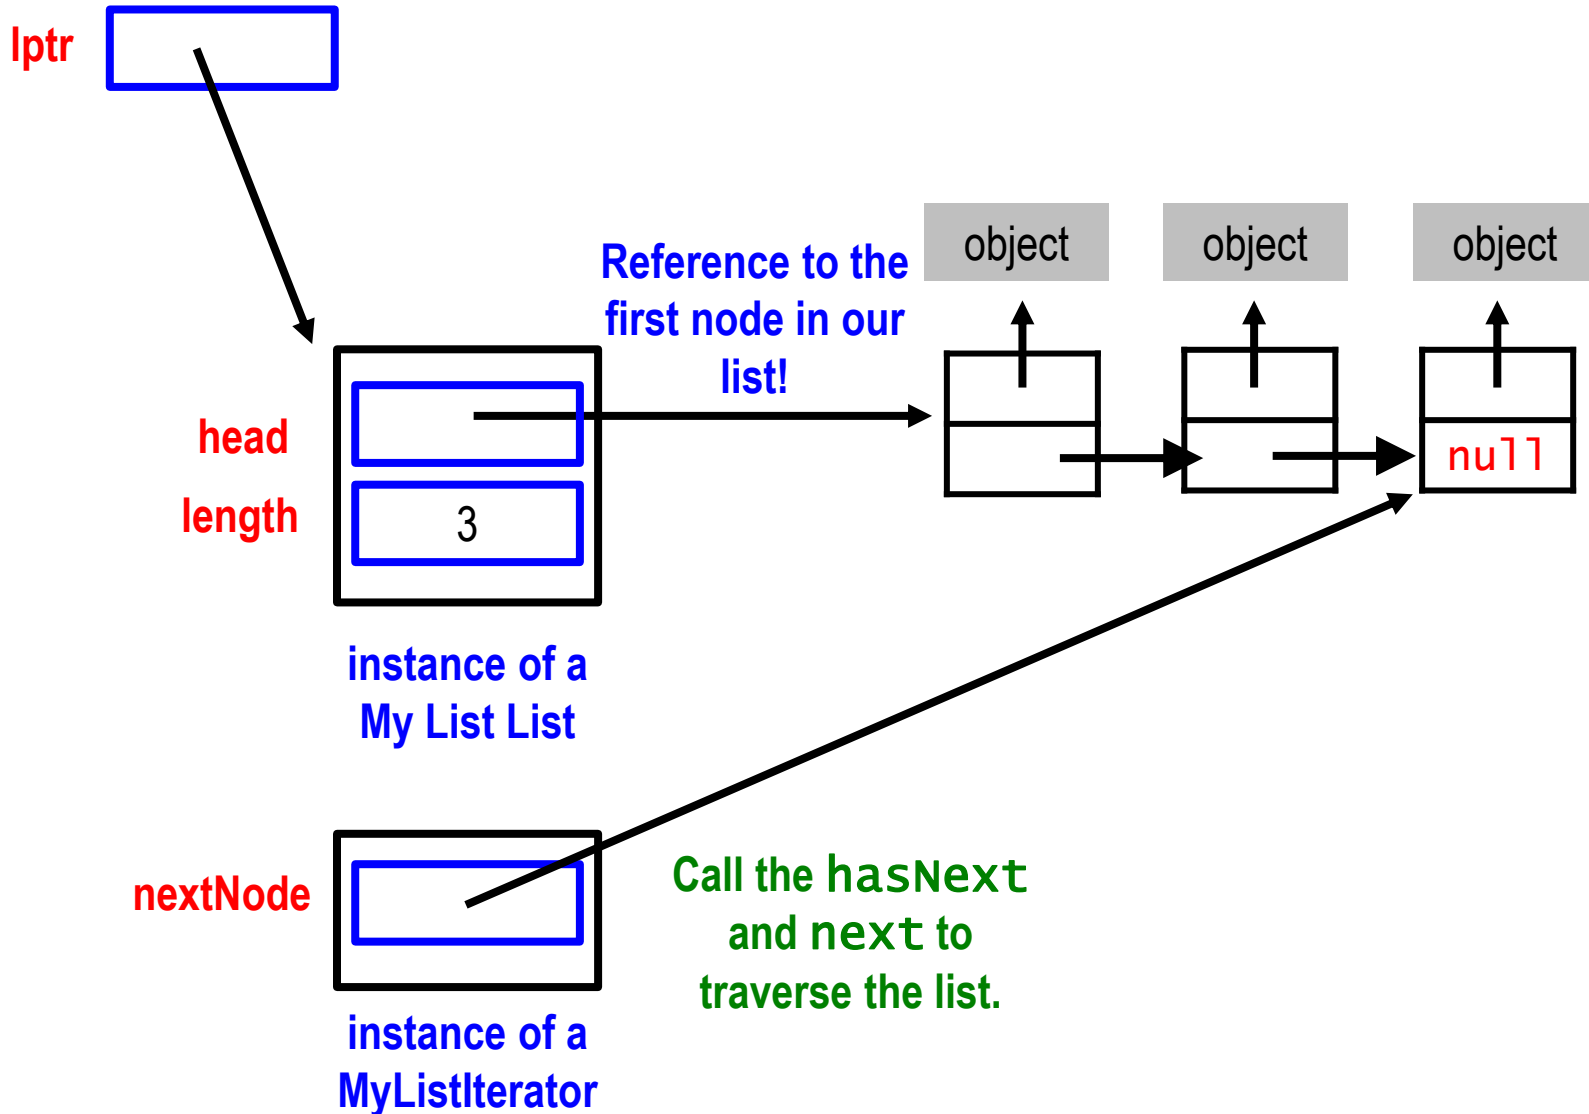 lptr
object
object
object
Reference to the
first node in our
list!
head
null
length
3
instance of a
My List List
nextNode
Call the hasNext
and next to
traverse the list.
instance of a
MyListIterator